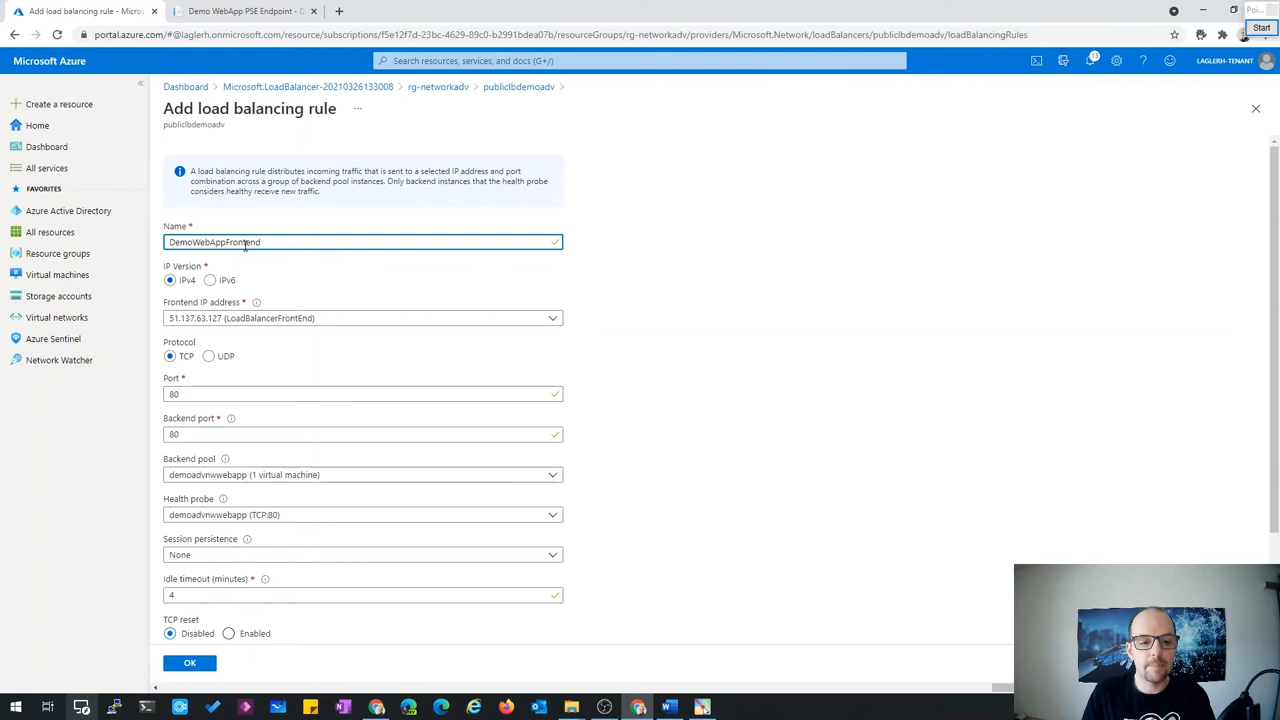 Add load balancing rule - Micros
Demo WebApp PSE Endpoint - D
Poi...
Start
portal.azure.com/#@laglerh.onmicrosoft.com/resource/subscriptions/f5e12f7d-23bc-4629-89c0-b2991bdea07
sourceGroups/rg-networkadv/providers/Microsoft.Network/loadBalancers/publiclbdemoadv/loadBalancingRules
Microsoft Azure
Search resources, services, and docs (G+/)
13
LAGLERH-TENANT
Create a resource
Home
Dashboard
All services
FAVORITES
Azure Active Directory
All resources
Resource groups
Virtual machines
Storage accounts
Virtual networks
Azure Sentinel
Network Watcher
Dashboard
Microsoft.LoadBalancer-20210326133008
rg-networkadv
publiclbdemoadv
Add load balancing rule ...
publiclbdemoadv
A load balancing rule distributes incoming traffic that is sent to a selected IP address and port
combination across a group of backend pool instances. Only backend instances that the health probe
considers healthy receive new traffic.
Name *
DemoWebAppFrontend
IP Version *
IPv4 IPv6
Frontend IP address *
51.137.63.127 (LoadBalancerFrontEnd)
Protocol
TCP UDP
Port *
80
Backend port *
80
Backend pool
demoadvnwwebapp (1 virtual machine)
Health probe
demoadvnwwebapp (TCP:80)
Session persistence
None
Idle timeout (minutes) *
4
TCP reset
Disabled Enabled
OK